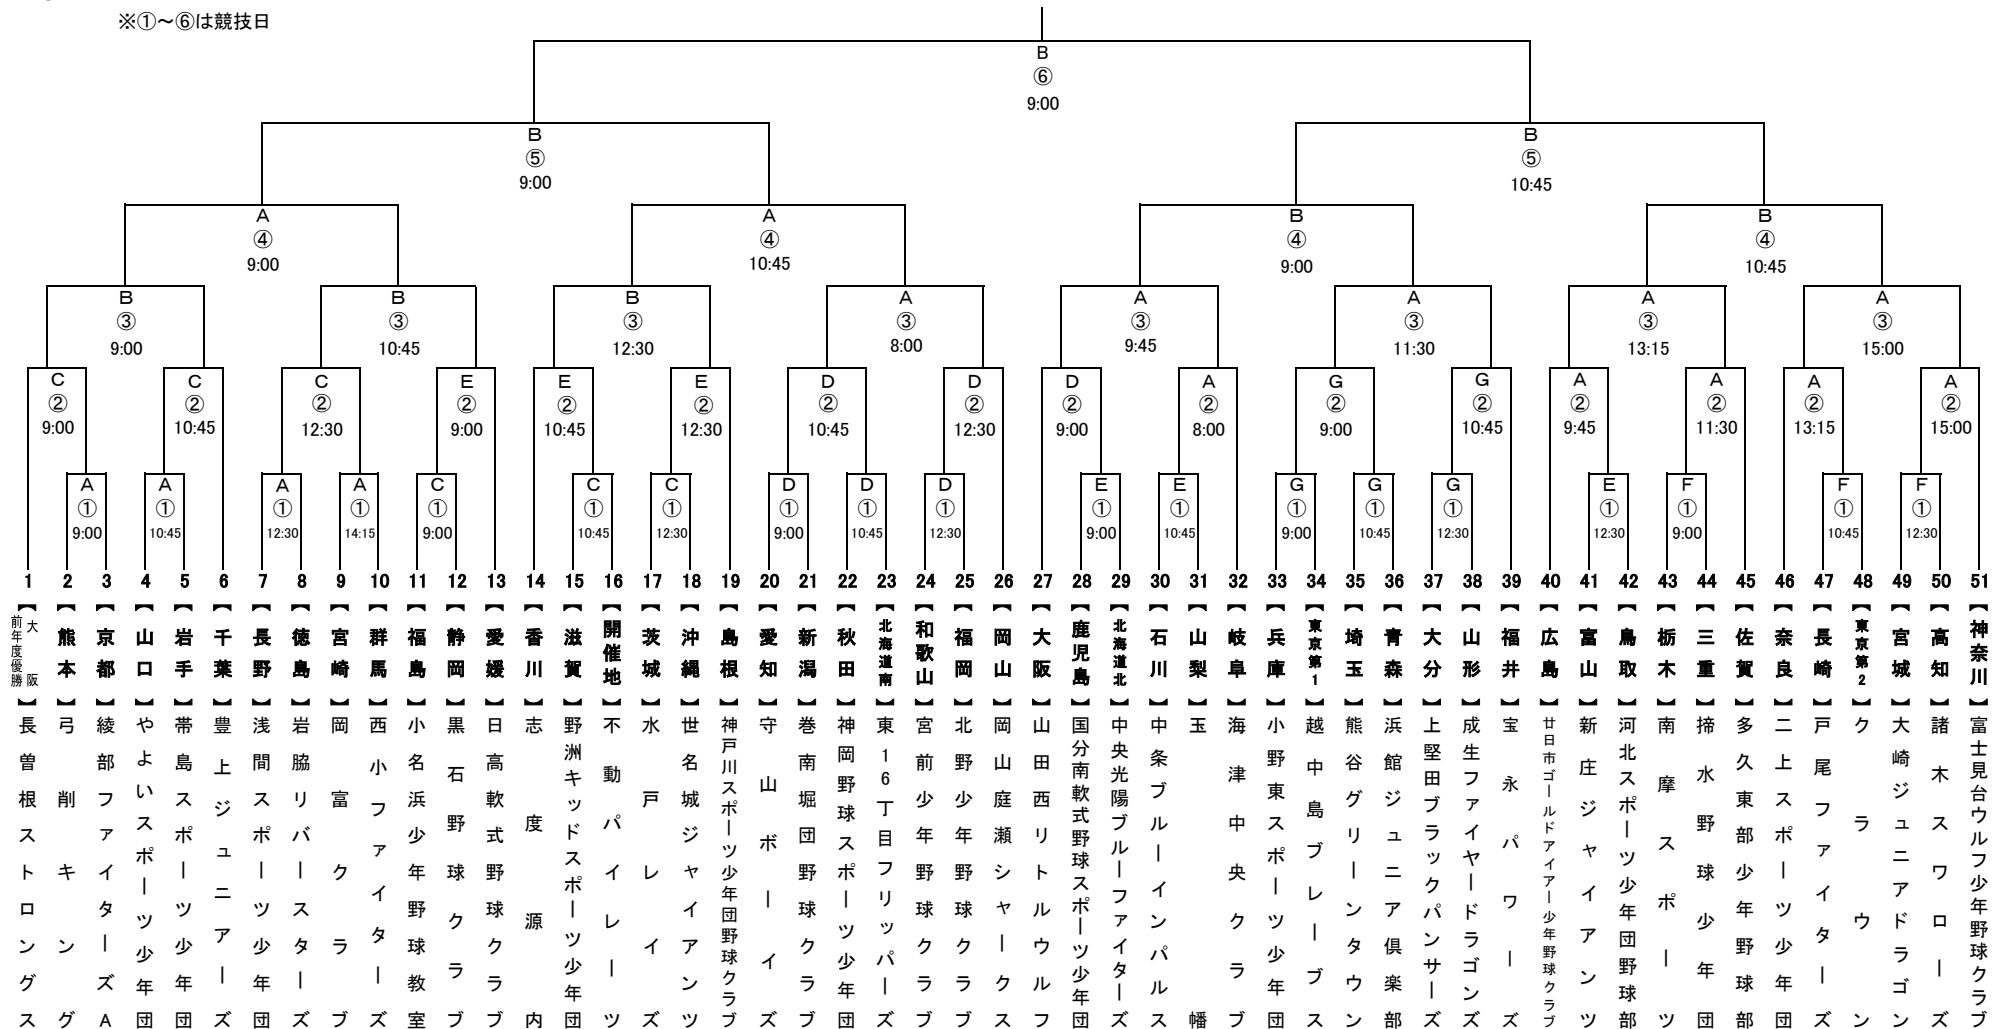 ※①～⑥は競技日
B
⑥
9:00
B
⑤
9:00
B
⑤
10:45
A
④
9:00
A
④
10:45
B
④
9:00
B
④
10:45
B
③
9:00
B
③
10:45
B
③
12:30
A
③
8:00
A
③
9:45
A
③
11:30
A
③
13:15
A
③
15:00
C
②
9:00
C
②
10:45
C
②
12:30
E
②
9:00
E
②
10:45
E
②
12:30
D
②
10:45
D
②
12:30
D
②
9:00
A
②
8:00
G
②
9:00
G
②
10:45
A
②
9:45
A
②
11:30
A
②
13:15
A
②
15:00
A
①
9:00
A
①
10:45
A
①
12:30
A
①
14:15
C
①
9:00
C
①
10:45
C
①
12:30
D
①
9:00
D
①
10:45
D
①
12:30
E
①
9:00
E
①
10:45
G
①
9:00
G
①
10:45
G
①
12:30
E
①
12:30
F
①
9:00
F
①
10:45
F
①
12:30
1【前年度優勝 大阪】長曽根ストロングス
2【熊本】弓削キング
3【京都】綾部ファイターズA
4【山口】やよいスポーツ少年団
5【岩手】帯島スポーツ少年団
6【千葉】豊上ジュニアーズ
7【長野】浅間スポーツ少年団
8【徳島】岩脇リバースターズ
9【宮崎】岡富クラブ
10【群馬】西小ファイターズ
11【福島】小名浜少年野球教室
12【静岡】黒石野球クラブ
13【愛媛】日高軟式野球クラブ
14【香川】志度源内
15【滋賀】野洲キッドスポーツ少年団
16【開催地】不動パイレーツ
17【茨城】水戸レイズ
18【沖縄】世名城ジャイアンツ
19【島根】神戸川スポーツ少年団野球クラブ
20【愛知】守山ボーイズ
21【新潟】巻南堀団野球クラブ
22【秋田】神岡野球スポーツ少年団
23【北海道南】東16丁目フリッパーズ
24【和歌山】宮前少年野球クラブ
25【福岡】北野少年野球クラブ
26【岡山】岡山庭瀬シャークス
27【大阪】山田西リトルウルフ
28【鹿児島】国分南軟式野球スポーツ少年団
29【北海道北】中央光陽ブルーファイターズ
30【石川】中条ブルーインパルス
31【山梨】玉幡
32【岐阜】海津中央クラブ
33【兵庫】小野東スポーツ少年団
34【東京第1】越中島ブレーブス
35【埼玉】熊谷グリーンタウン
36【青森】浜館ジュニア倶楽部
37【大分】上堅田ブラックパンサーズ
38【山形】成生ファイヤードラゴンズ
39【福井】宝永パワーズ
40【広島】廿日市ゴールドアイアー少年野球クラブ
41【富山】新庄ジャイアンツ
42【鳥取】河北スポーツ少年団野球部
43【栃木】南摩スポーツ
44【三重】揥水野球少年団
45【佐賀】多久東部少年野球部
46【奈良】二上スポーツ少年団
47【長崎】戸尾ファイターズ
48【東京第2】クラウン
49【宮城】大崎ジュニアドラゴン
50【高知】諸木スワローズ
51【神奈川】富士見台ウルフ少年野球クラブ